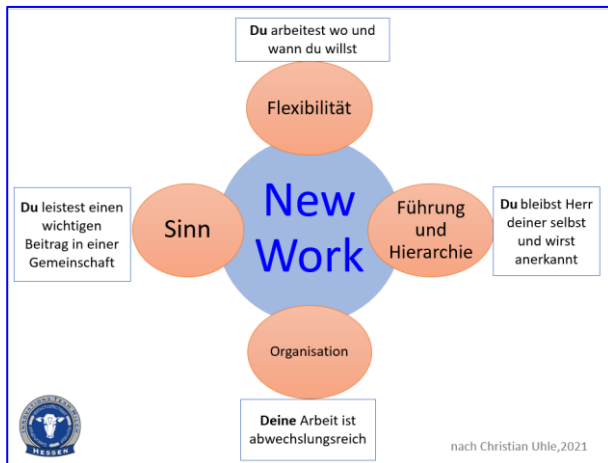 Du arbeitest wo und
wann du willst
Flexibilität
Du leistest einen
wichtigen
Beitrag in einer
Gemeinschaft
Sinn
New
Work
Führung
und
Hierarchie
Du bleibst Herr
deiner selbst
und wirst
anerkannt
Organisation
Deine Arbeit ist
abwechslungsreich
HESSEN
nach Christian Uhle,2021